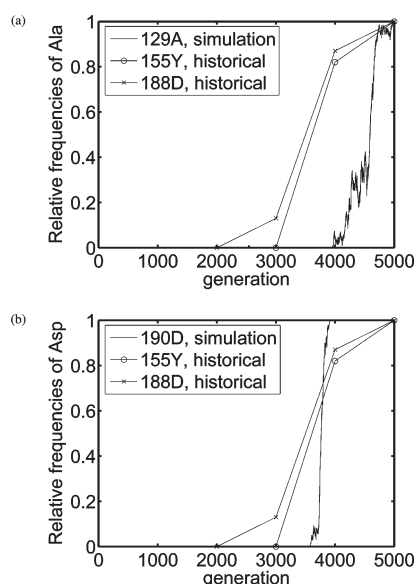 (a)
Relative frequencies of Ala
1
0.8
0.6
0.4
0.2
0
129A, simulation
155Y, historical
188D, historical
0 1000 2000 3000 4000 5000
generation
(b)
Relative frequencies of Asp
1
0.8
0.6
0.4
0.2
0
190D, simulation
155Y, historical
188D, historical
0 1000 2000 3000 4000 5000
generation